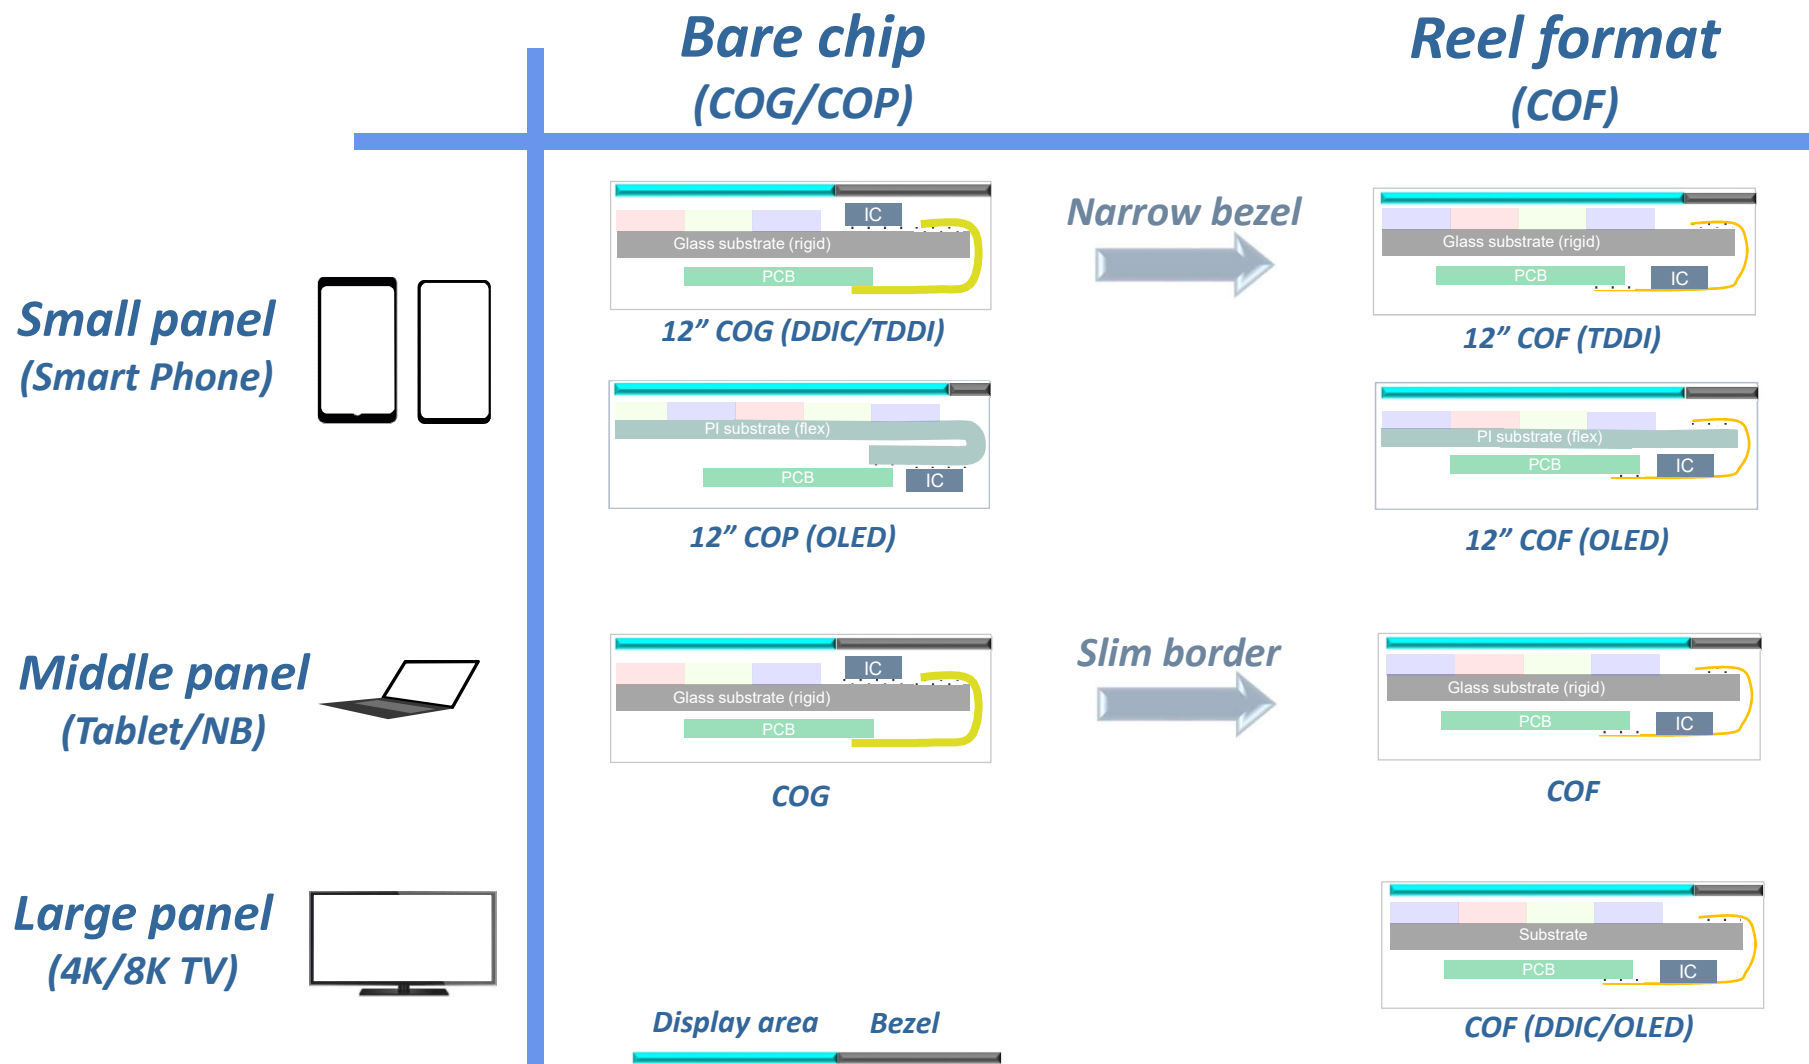 Bare chip
(COG/COP)
Reel format
(COF)
Small panel
(Smart Phone)
IC
Glass substrate (rigid)
PCB
12” COG (DDIC/TDDI)
Narrow bezel
Glass substrate (rigid)
PCB
IC
12” COF (TDDI)
PI substrate (flex)
PCB
IC
12” COP (OLED)
PI substrate (flex)
PCB
IC
12” COF (OLED)
Middle panel
(Tablet/NB)
IC
Glass substrate (rigid)
PCB
COG
Slim border
Glass substrate (rigid)
PCB
IC
COF
Large panel
(4K/8K TV)
Substrate
PCB
IC
COF (DDIC/OLED)
Display area
Bezel